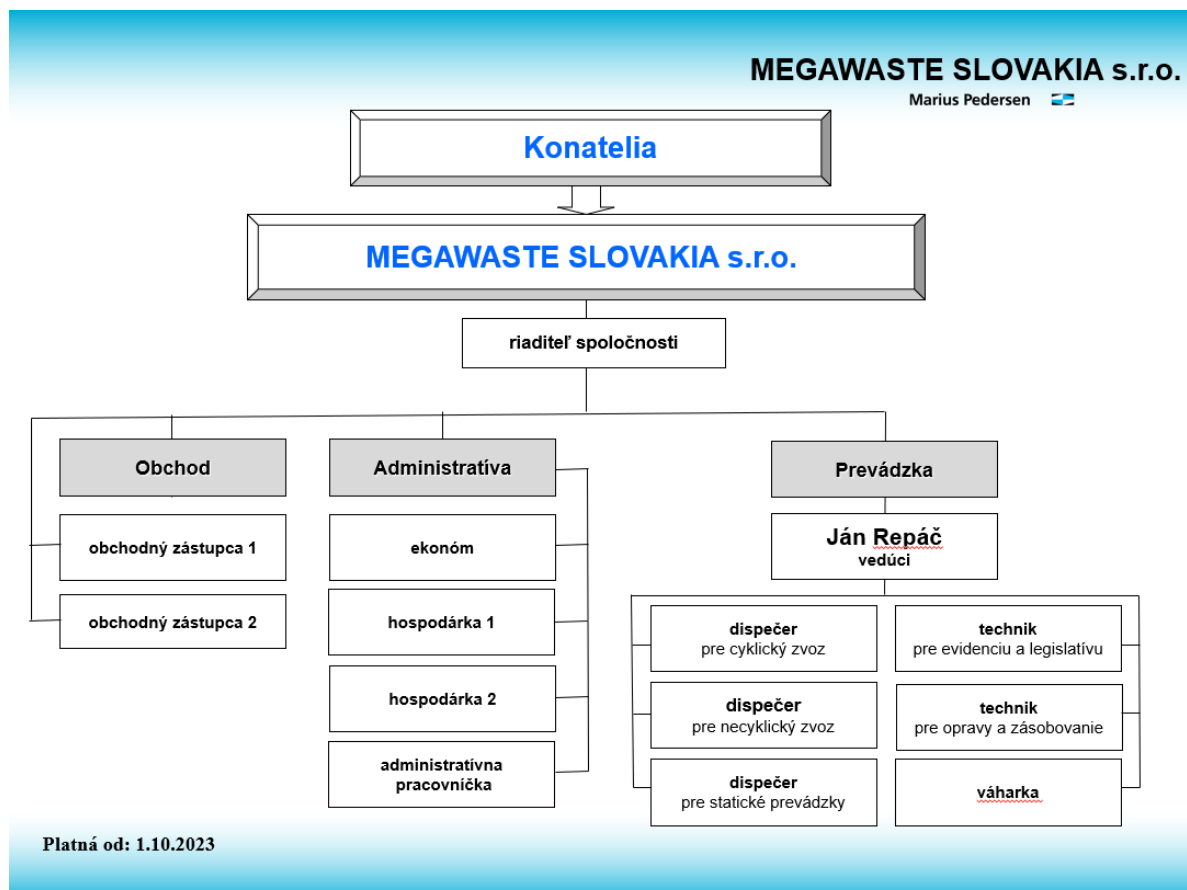 MEGAWASTE SLOVAKIA s.r.o.
Marius Pedersen
Konatelia
MEGAWASTE SLOVAKIA s.r.o.
riaditeľ spoločnosti
Obchod
obchodný zástupca 1
obchodný zástupca 2
Administratíva
ekonóm
hospodárka 1
hospodárka 2
administratívna
pracovníčka
Prevádzka
Ján Repáč
vedúci
dispečer
pre cyklický zvoz
dispečer
pre necyklický zvoz
dispečer
pre statické prevádzky
technik
pre evidenciu a legislatívu
technik
pre opravy a zásobovanie
váharka
Platná od: 1.10.2023